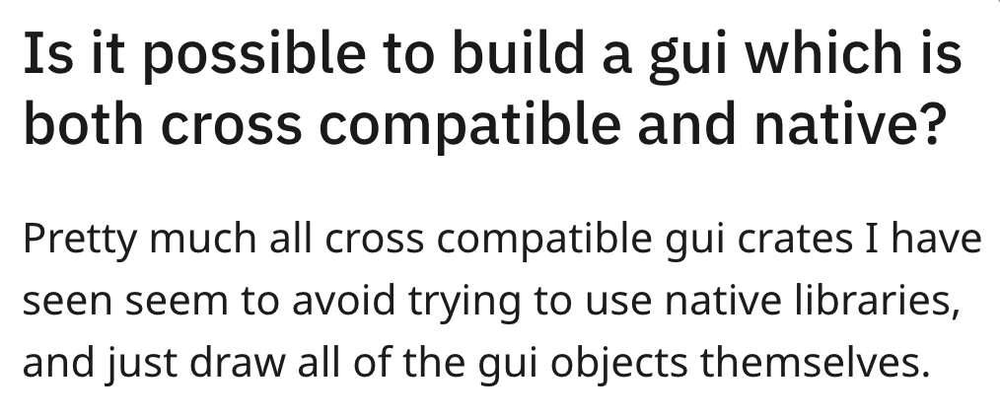 Is it possible to build a gui which is
both cross compatible and native?
Pretty much all cross compatible gui crates I have
seen seem to avoid trying to use native libraries,
and just draw all of the gui objects themselves.